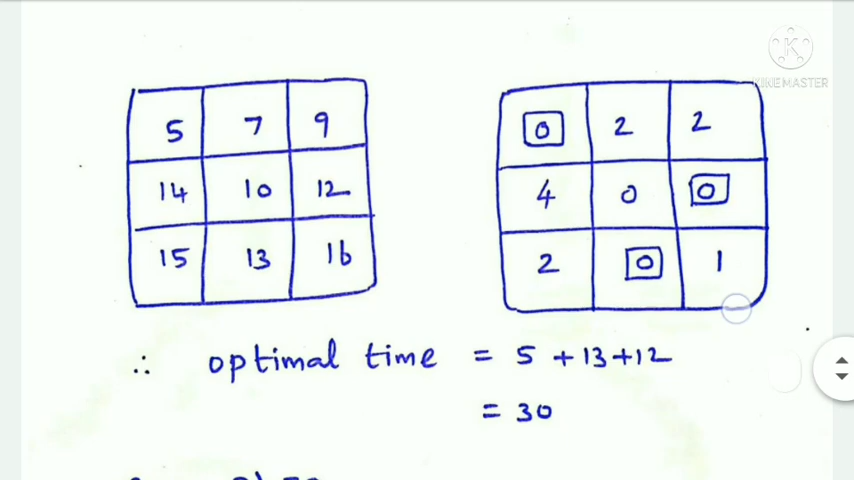 K
KINEMASTER
5 7 9
14 10 12
15 13 16
0 2 2
4 0 0
2 0 1
∴ optimal time = 5 + 13 + 12
= 30